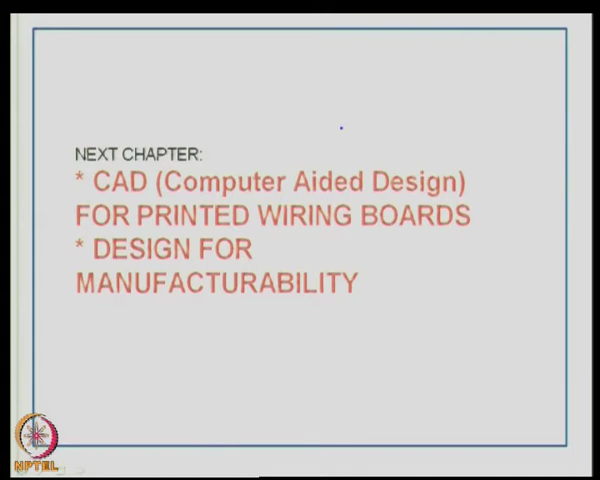 NEXT CHAPTER:
* CAD (Computer Aided Design)
FOR PRINTED WIRING BOARDS
* DESIGN FOR
MANUFACTURABILITY
NPTEL